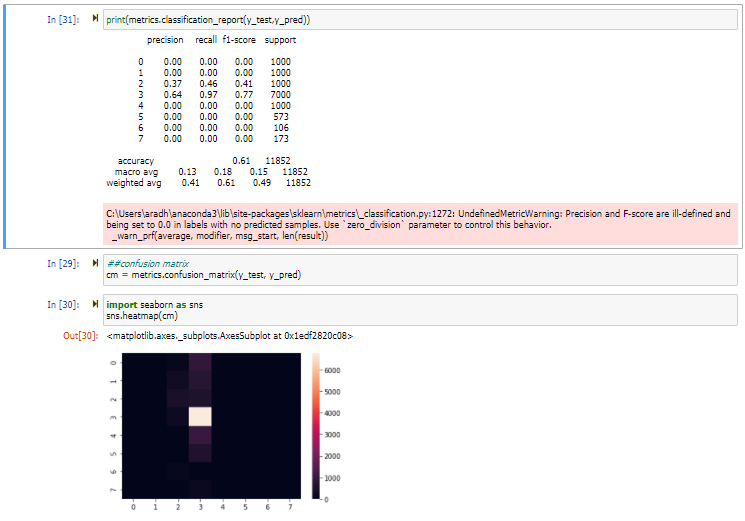 In [31]: print(metrics.classification_report(y_test,y_pred))
precision recall f1-score support
0 0.00 0.00 0.00 1000
1 0.00 0.00 0.00 1000
2 0.37 0.46 0.41 1000
3 0.64 0.97 0.77 7000
4 0.00 0.00 0.00 1000
5 0.00 0.00 0.00 573
6 0.00 0.00 0.00 106
7 0.00 0.00 0.00 173
accuracy 0.61 11852
macro avg 0.13 0.18 0.15 11852
weighted avg 0.41 0.61 0.49 11852
C:\Users\aradh\anaconda3\lib\site-packages\sklearn\metrics\_classification.py:1272: UndefinedMetricWarning: Precision and F-score are ill-defined and
being set to 0.0 in labels with no predicted samples. Use `zero_division` parameter to control this behavior.
_warn_prf(average, modifier, msg_start, len(result))
In [29]: ##confusion matrix
cm = metrics.confusion_matrix(y_test, y_pred)
In [30]: import seaborn as sns
sns.heatmap(cm)
Out[30]: <matplotlib.axes._subplots.AxesSubplot at 0x1edf2820c08>
0
1
2
3
4
5
6
7
0 1 2 3 4 5 6 7
6000
5000
4000
3000
2000
1000
0